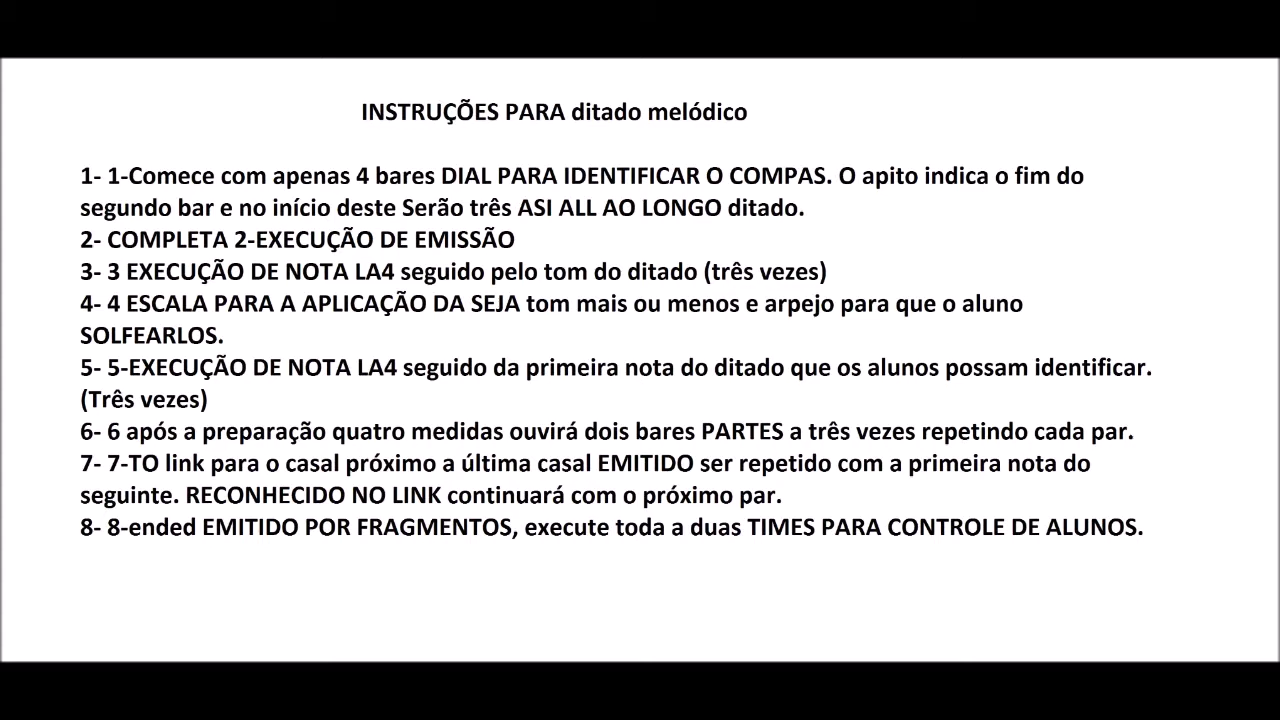 INSTRUÇÕES PARA ditado melódico
1- 1-Comece com apenas 4 bares DIAL PARA IDENTIFICAR O COMPAS. O apito indica o fim do
segundo bar e no início deste Serão três ASI ALL AO LONGO ditado.
2- COMPLETA 2-EXECUÇÃO DE EMISSÃO
3- 3 EXECUÇÃO DE NOTA LA4 seguido pelo tom do ditado (três vezes)
4- 4 ESCALA PARA A APLICAÇÃO DA SEJA tom mais ou menos e arpejo para que o aluno
SOLFEARLOS.
5- 5-EXECUÇÃO DE NOTA LA4 seguido da primeira nota do ditado que os alunos possam identificar.
(Três vezes)
6- 6 após a preparação quatro medidas ouvirá dois bares PARTES a três vezes repetindo cada par.
7- 7-TO link para o casal próximo a última casal EMITIDO ser repetido com a primeira nota do
seguinte. RECONHECIDO NO LINK continuará com o próximo par.
8- 8-ended EMITIDO POR FRAGMENTOS, execute toda a duas TIMES PARA CONTROLE DE ALUNOS.